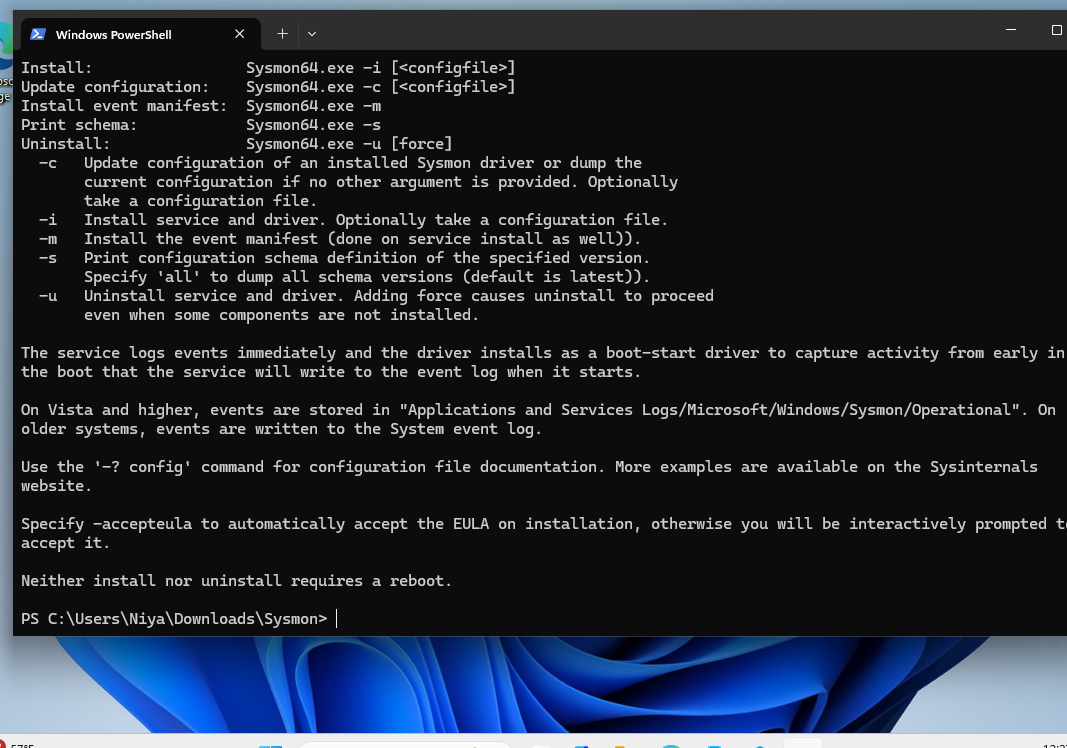 Windows PowerShell
Install: Sysmon64.exe -i [<configfile>]
Update configuration: Sysmon64.exe -c [<configfile>]
Install event manifest: Sysmon64.exe -m
Print schema: Sysmon64.exe -s
Uninstall: Sysmon64.exe -u [force]
-c Update configuration of an installed Sysmon driver or dump the
current configuration if no other argument is provided. Optionally
take a configuration file.
-i Install service and driver. Optionally take a configuration file.
-m Install the event manifest (done on service install as well)).
-s Print configuration schema definition of the specified version.
Specify 'all' to dump all schema versions (default is latest)).
-u Uninstall service and driver. Adding force causes uninstall to proceed
even when some components are not installed.
The service logs events immediately and the driver installs as a boot-start driver to capture activity from early in
the boot that the service will write to the event log when it starts.
On Vista and higher, events are stored in "Applications and Services Logs/Microsoft/Windows/Sysmon/Operational". On
older systems, events are written to the System event log.
Use the '-? config' command for configuration file documentation. More examples are available on the Sysinternals
website.
Specify -accepteula to automatically accept the EULA on installation, otherwise you will be interactively prompted to
accept it.
Neither install nor uninstall requires a reboot.
PS C:\Users\Niya\Downloads\Sysmon>